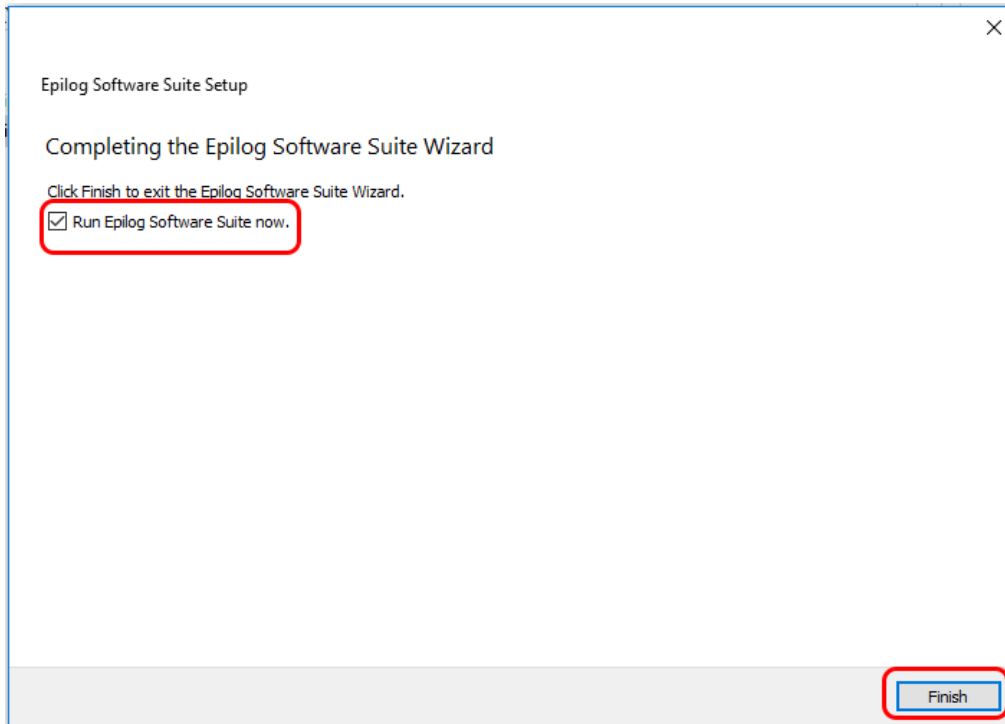 Epilog Software Suite Setup
Completing the Epilog Software Suite Wizard
Click Finish to exit the Epilog Software Suite Wizard.
Run Epilog Software Suite now.
Finish